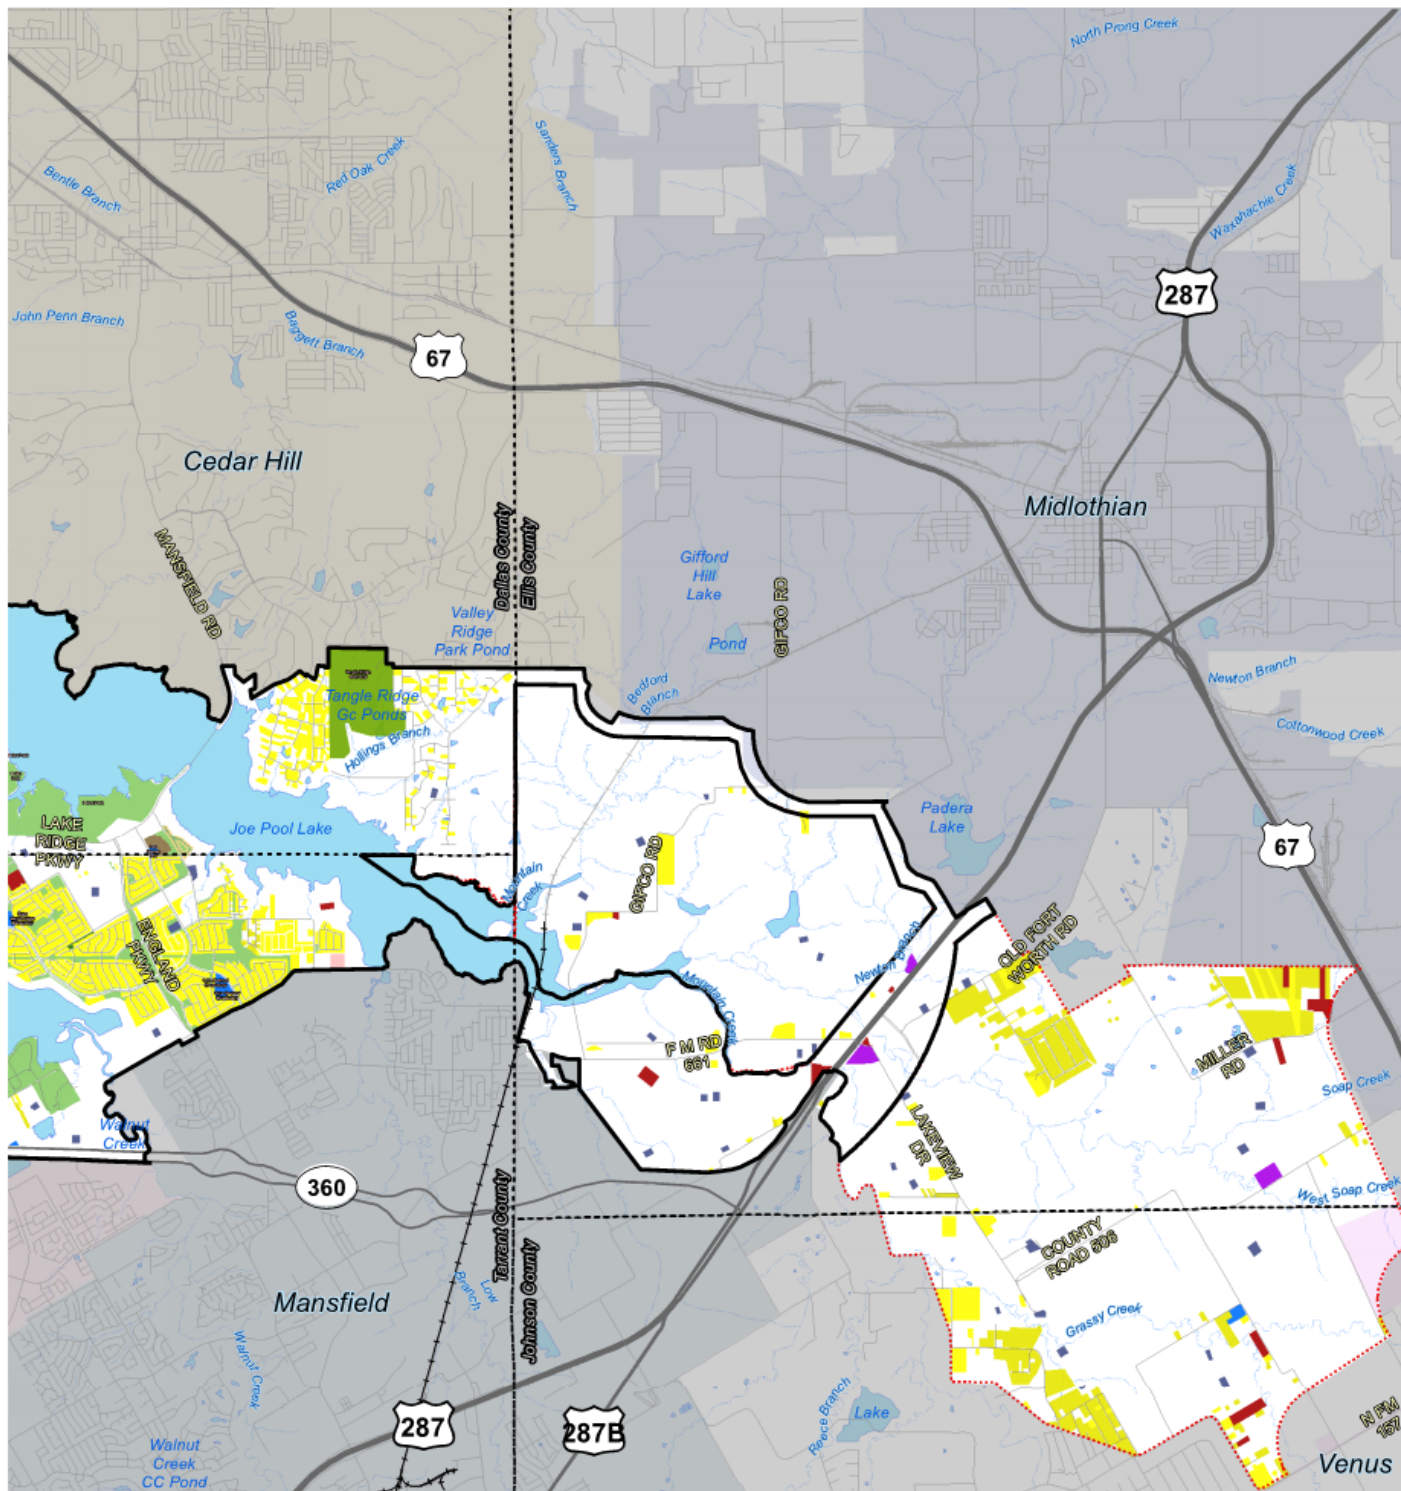 North Prong Creek
Sanders Branch
Red Oak Creek
Bentle Branch
Waxahachie Creek
287
John Penn Branch
Baggett Branch
67
Cedar Hill
Midlothian
MANSFIELD RD
Dallas County
Ellis County
Gifford
Hill
Lake
GIFCO RD
Valley
Ridge
Park Pond
Pond
Newton Branch
Bedford
Branch
Tangle Ridge
Gc Ponds
Hollings Branch
Cottonwood Creek
LAKE
RIDGE
PKWY
Joe Pool Lake
Padera
Lake
67
GIFCO RD
Mountain
Creek
ENGLAND
PKWY
OLD FORT
WORTH RD
Newton Branch
Mountain Creek
F M RD
661
MILLER
RD
Soap Creek
Walnut
Creek
LAKEVIEW
DR
360
West Soap Creek
Tarrant County
Johnson County
COUNTY
ROAD 506
Low
Branch
Mansfield
Grassy Creek
Walnut Creek
Reece Branch
Lake
287
287B
N FM
157
Walnut
Creek
CC Pond
Venus